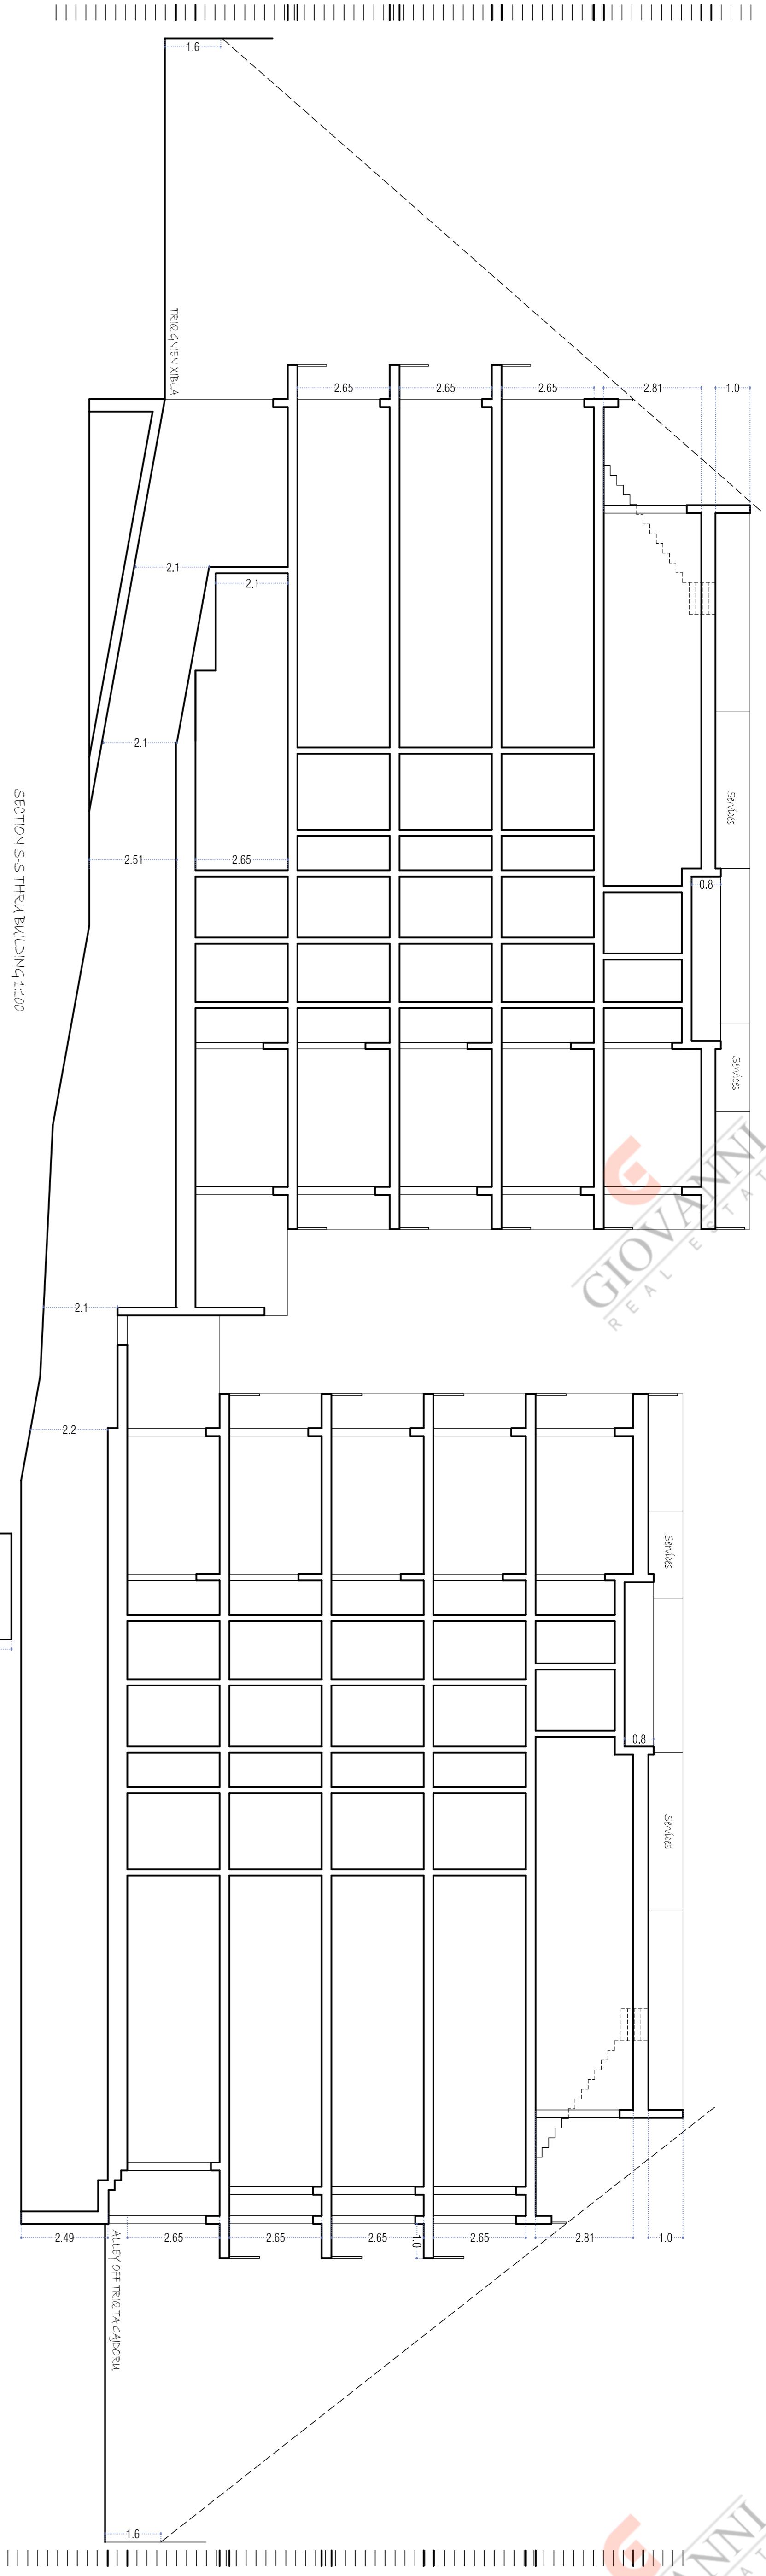 1.6
TRIQ GNIEN XIBLA
2.65
2.65
2.65
2.81
1.0
2.1
2.1
2.1
Services
SECTION S-S THRU BUILDING 1:100
2.51
2.65
0.8
Services
GIOVANNI
REAL ESTATE
2.1
2.2
Services
0.8
Services
2.49
2.65
2.65
2.65
1.0
2.65
2.81
1.0
ALLEY OFF TRIQ TA GAJDORU
1.6
GIOVANNI